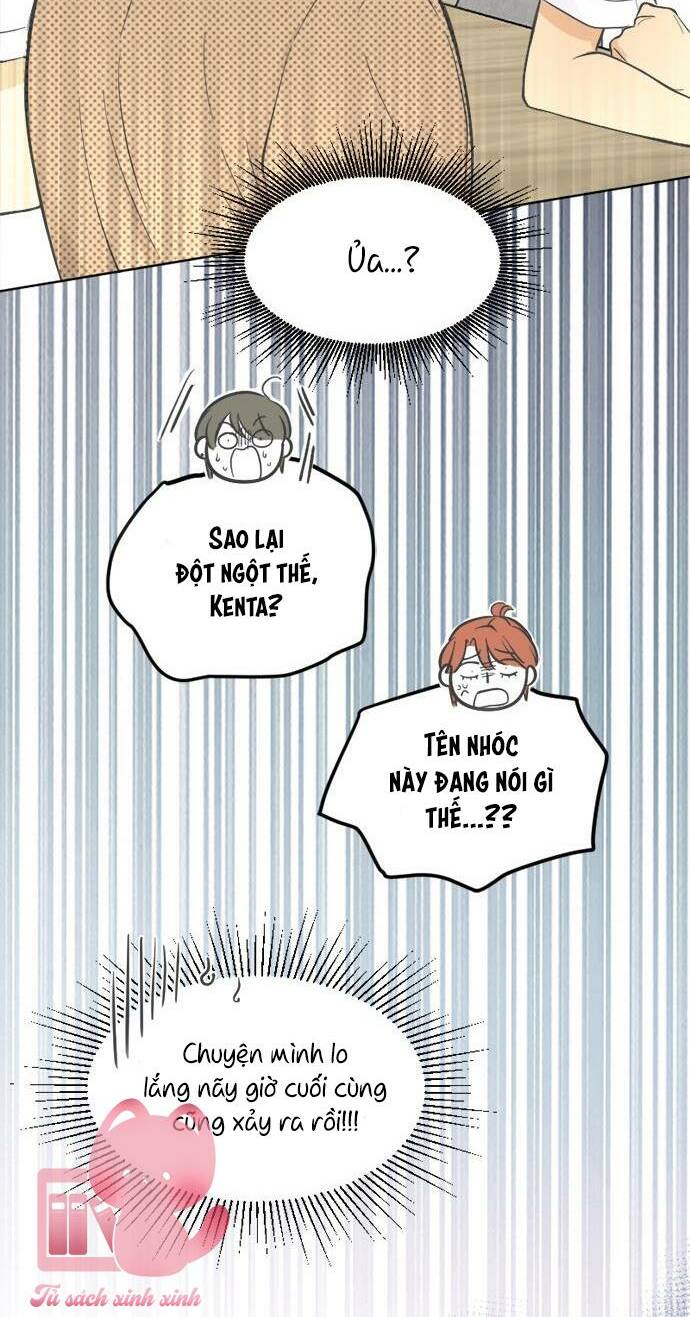 Ủa...?
SAO LẠI
ĐỘT NGỘT THẾ,
KENTA?
TÊN NHÓC
NÀY ĐANG NÓI GÌ
THẾ...??
Chuyện mình lo
lắng nãy giờ cuối cùng
cũng xảy ra rồi!!!
Tủ sách xinh xinh